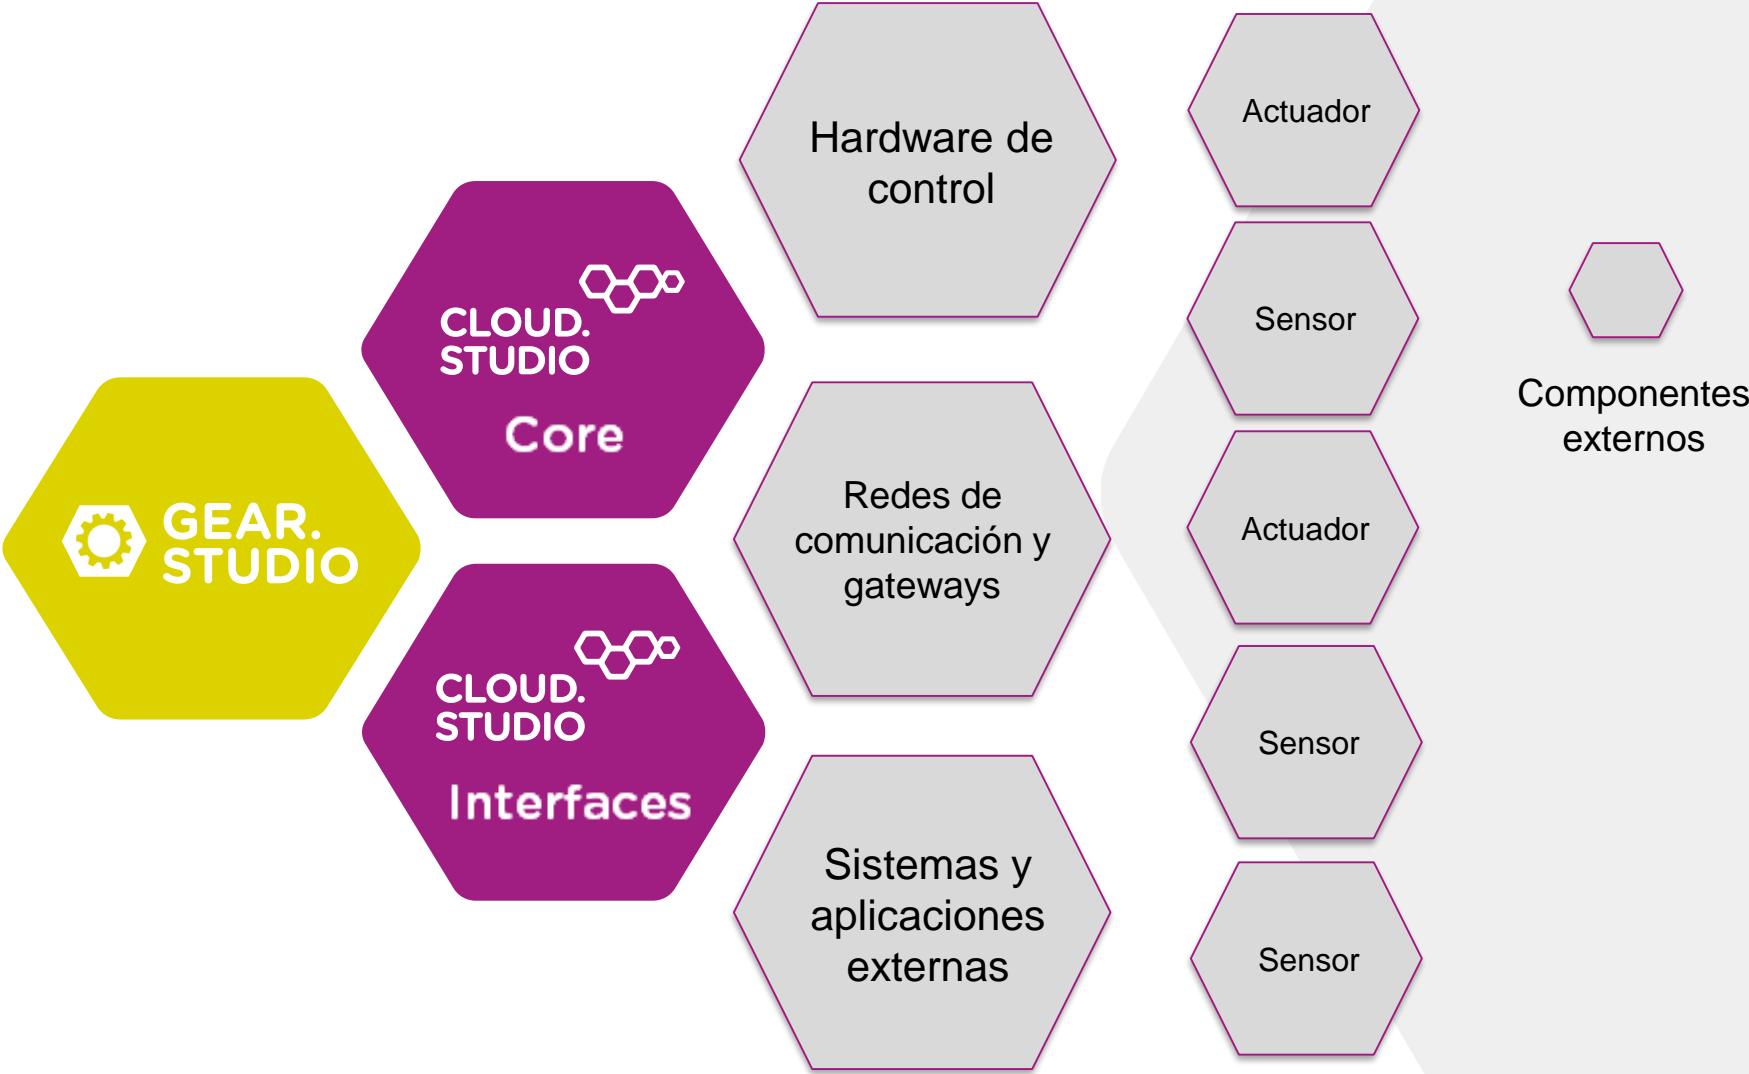 GEAR.
STUDIO
CLOUD.
STUDIO
Core
CLOUD.
STUDIO
Interfaces
Hardware de
control
Redes de
comunicación y
gateways
Sistemas y
aplicaciones
externas
Actuador
Sensor
Actuador
Sensor
Sensor
Componentes
externos